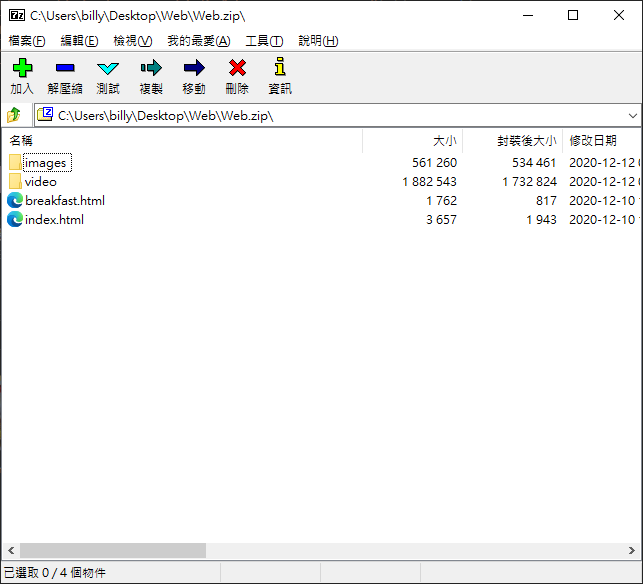 C:\Users\billy\Desktop\Web\Web.zip\
檔案(F) 編輯(E) 檢視(V) 我的最愛(A) 工具(T) 說明(H)
加入 解壓縮 測試 複製 移動 刪除 資訊
C:\Users\billy\Desktop\Web\Web.zip\
名稱 大小 封裝後大小 修改日期
images 561 260 534 461 2020-12-12
video 1 882 543 1 732 824 2020-12-12
breakfast.html 1 762 817 2020-12-10
index.html 3 657 1 943 2020-12-10
已選取 0 / 4 個物件